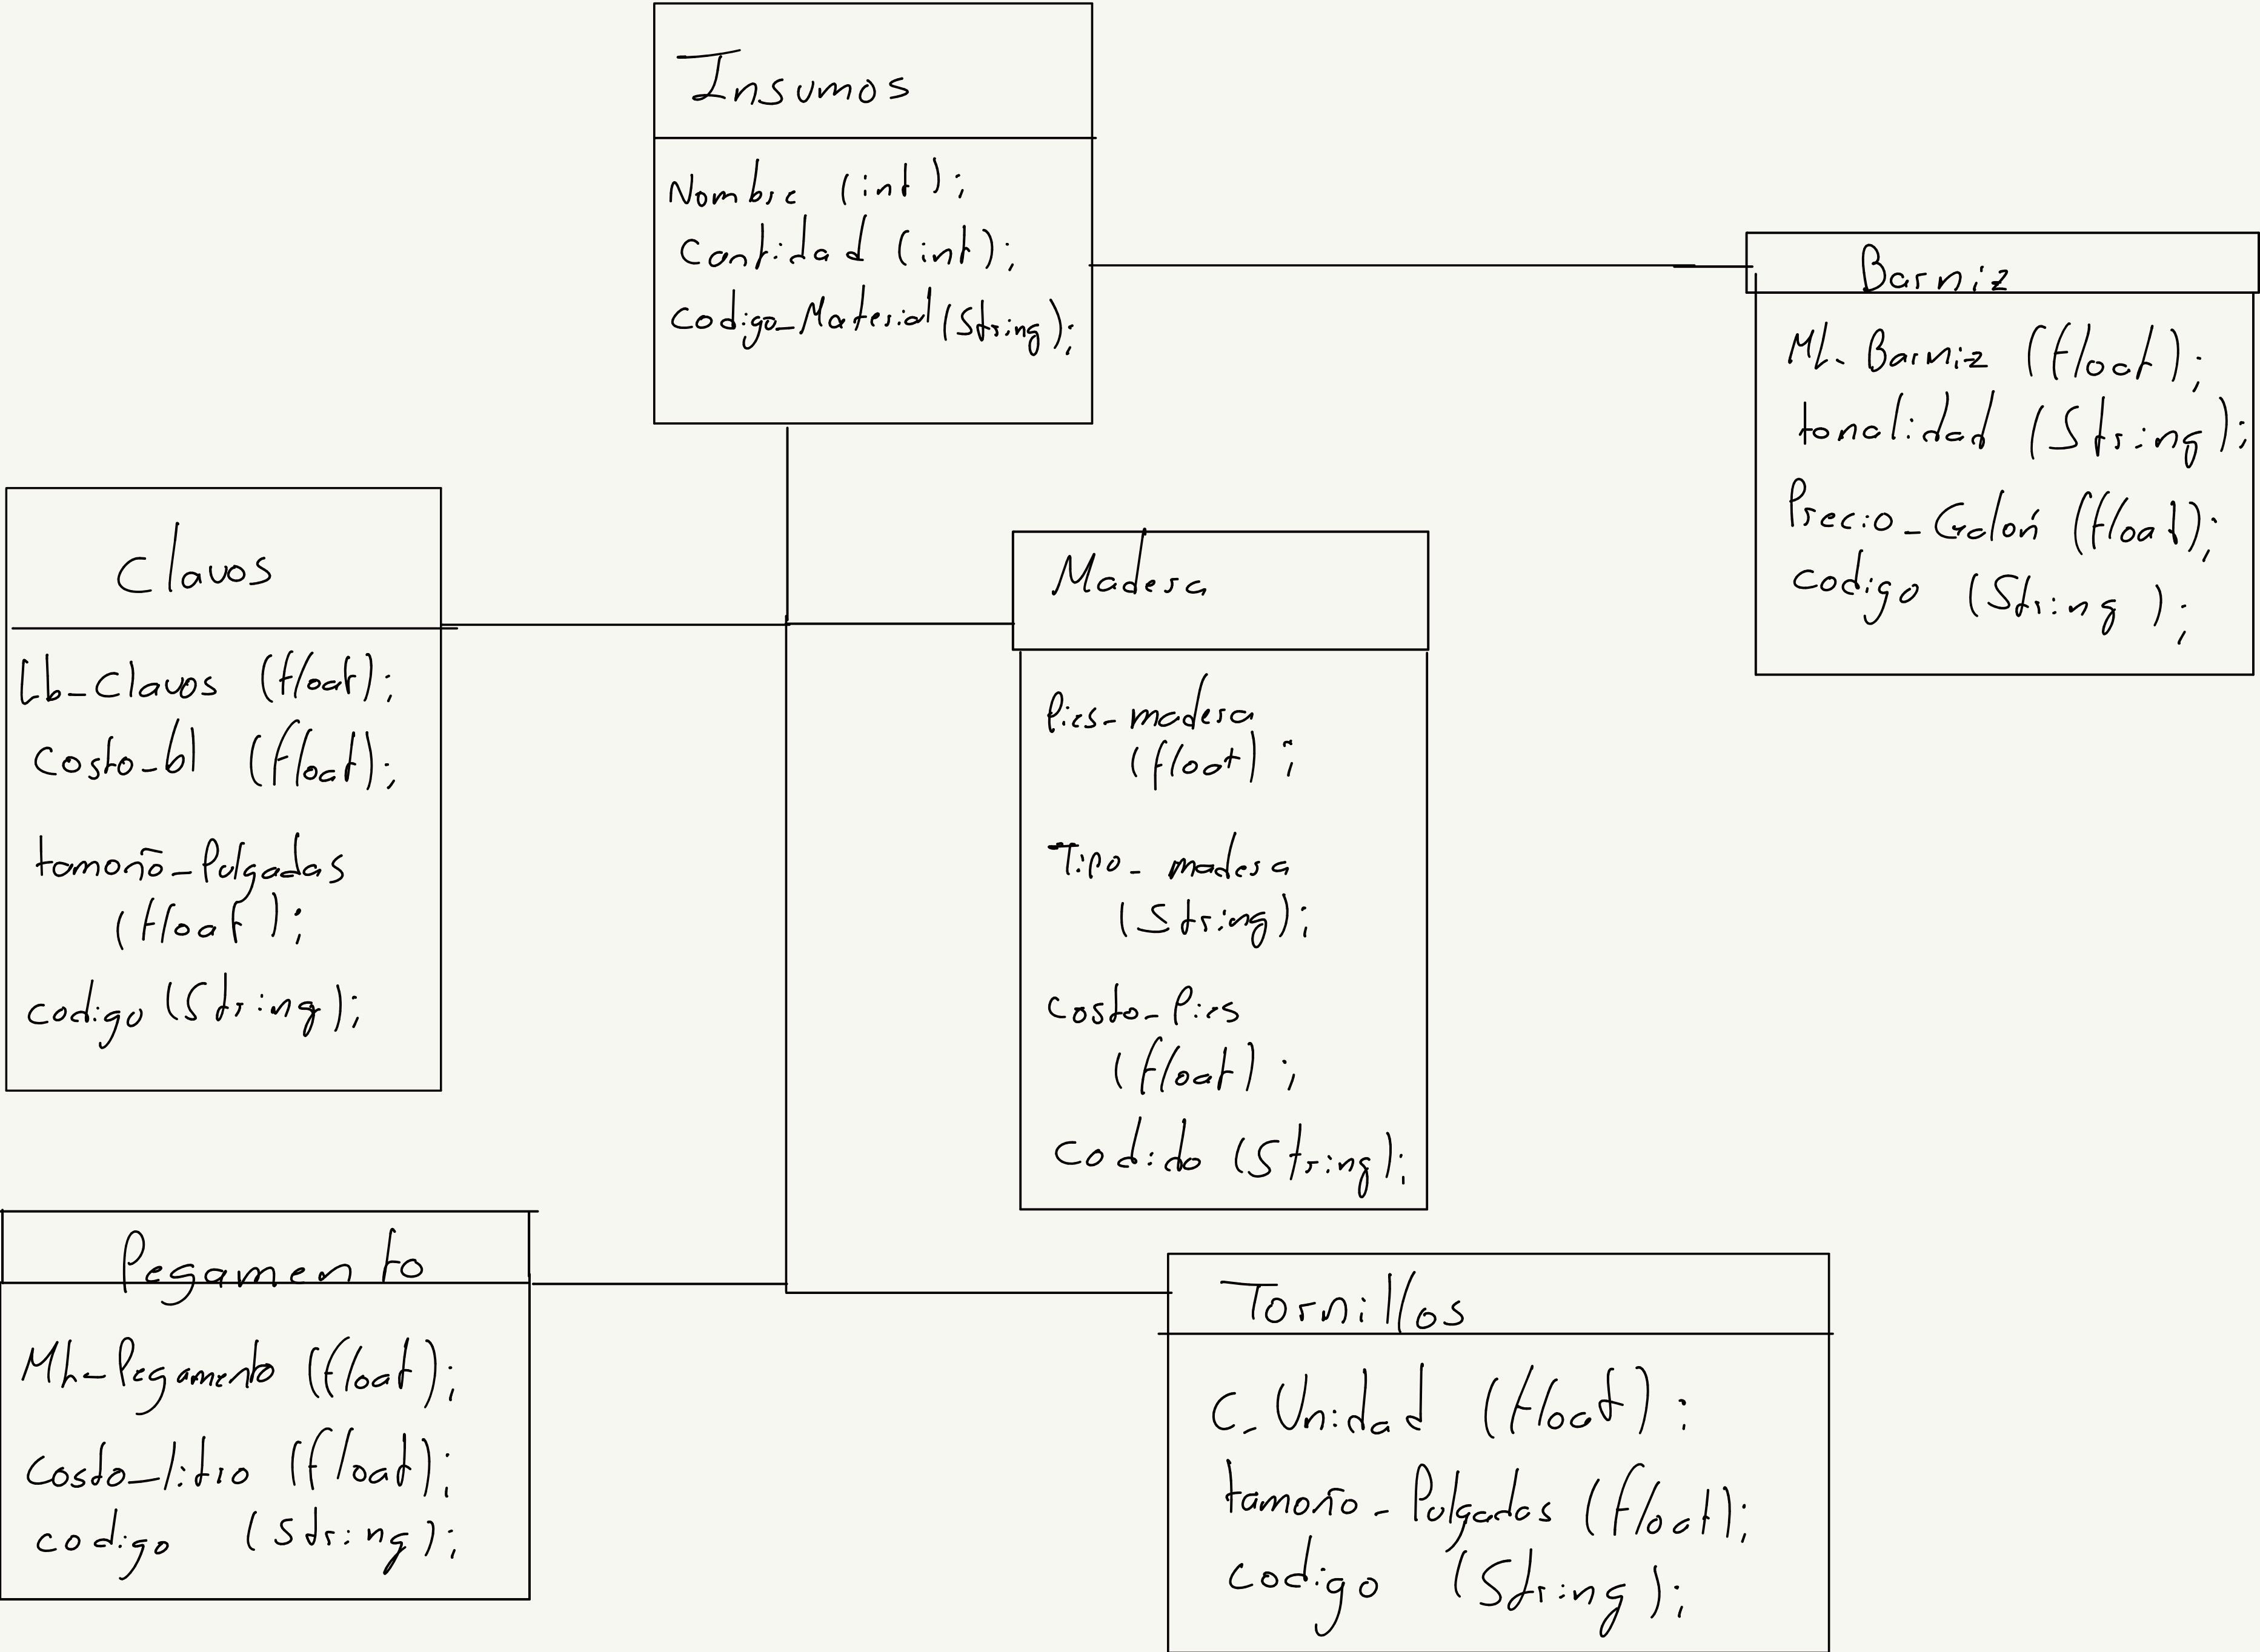 Insumos
Nombre (int);
Cantidad (int);
codigo_Material (String);
Barniz
ML_Barniz (float);
tonalidad (String);
Precio_Galón (float);
codigo (String);
Clavos
Lb_Clavos (float);
Costo_bl (float);
tamaño_Pulgadas
(float);
codigo (String);
Madera
Pies_madera
(float);
Tipo_madera
(String);
Costo_Pies
(float);
codido (String);
Pegamento
ML_Pegamento (float);
Costo_litro (float);
codigo (String);
Tornillos
C_Unidad (float);
tamaño_Pulgadas (float);
codigo (String);